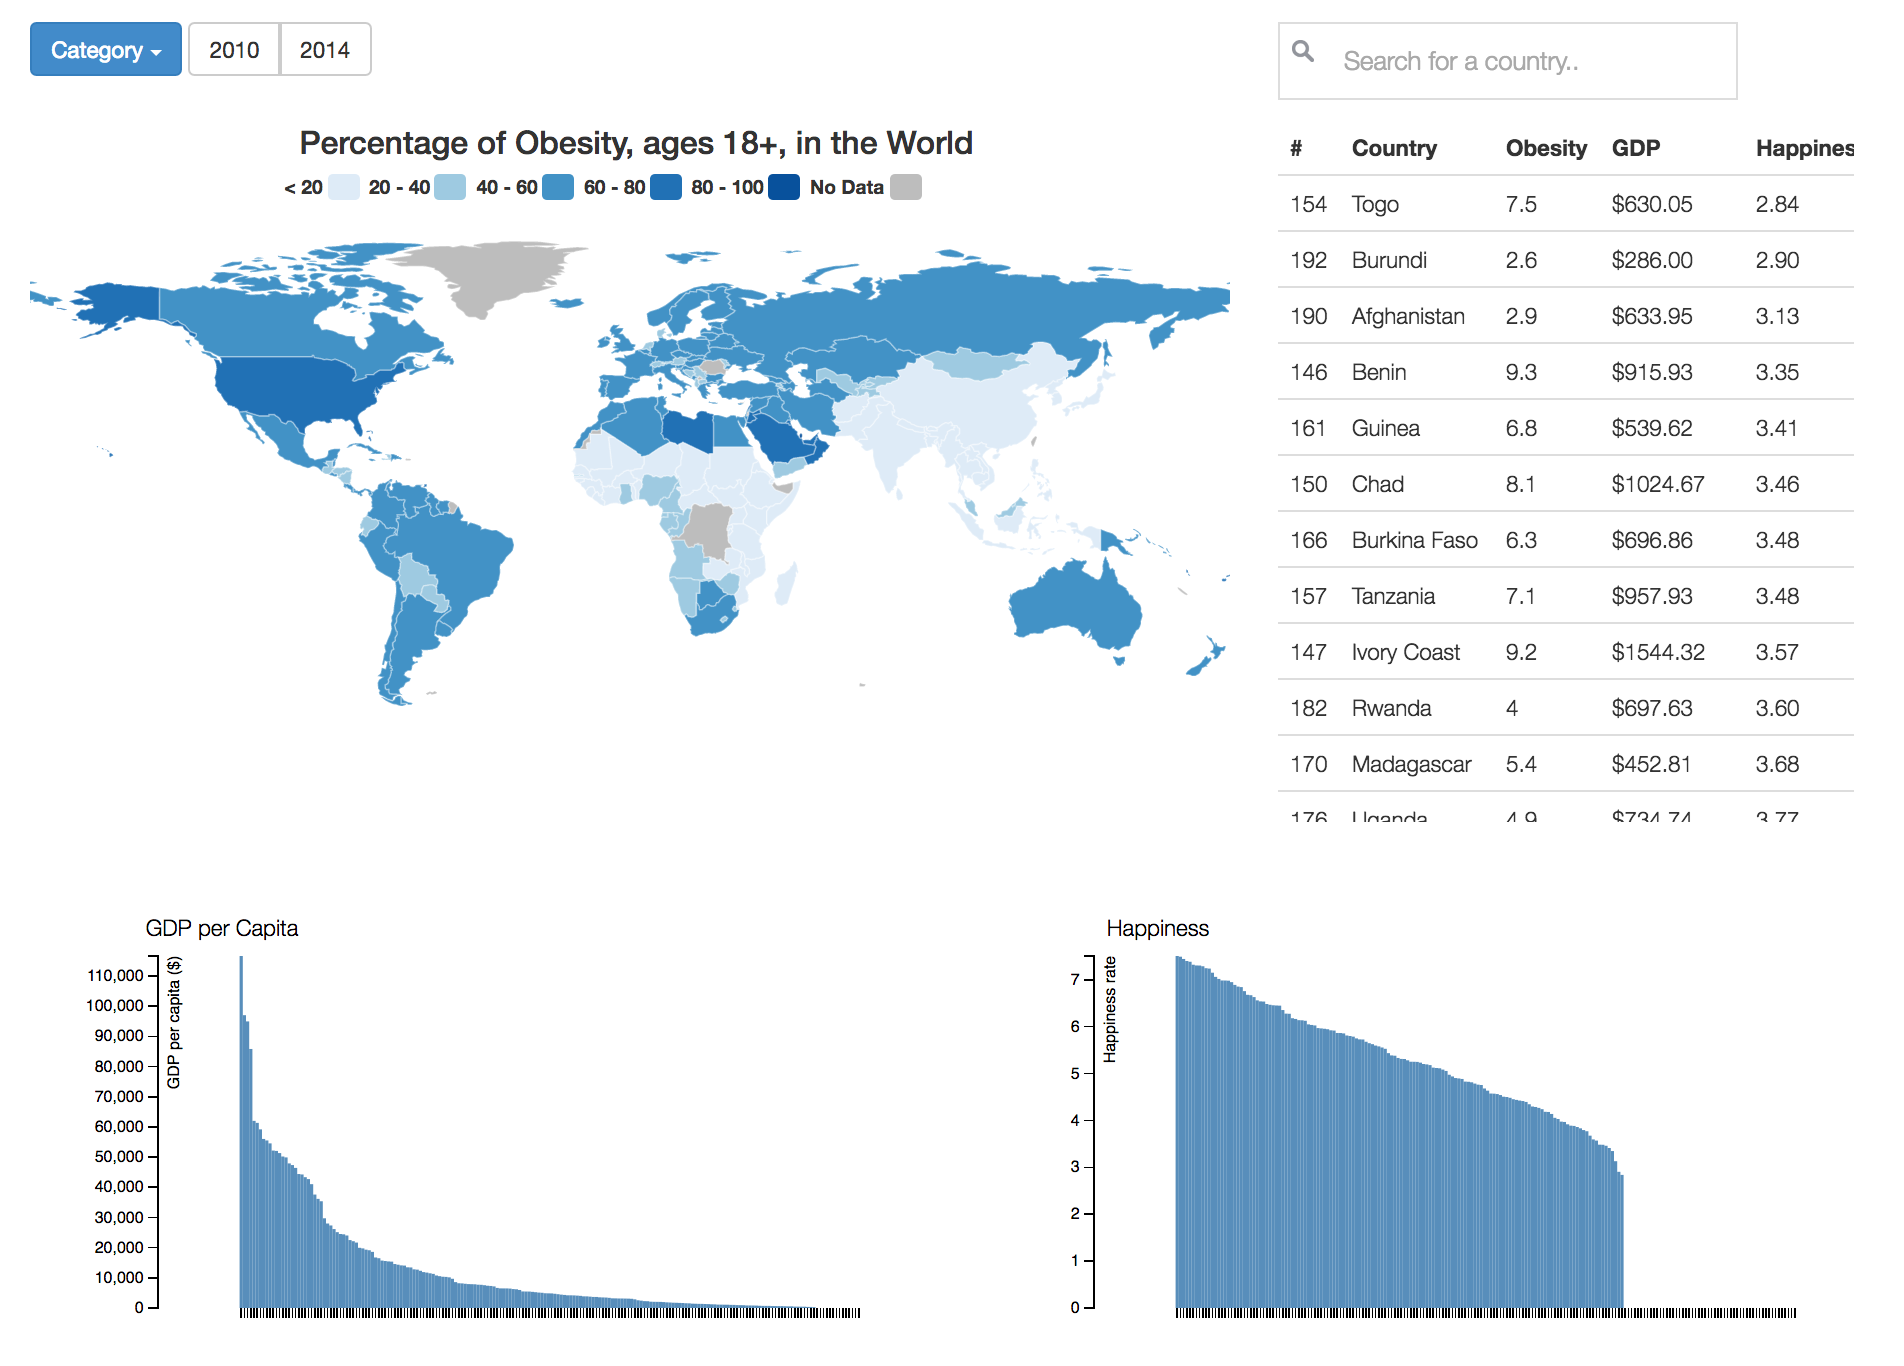 Category
2010
2014
Search for a country..
Percentage of Obesity, ages 18+, in the World
< 20 20 - 40 40 - 60 60 - 80 80 - 100 No Data
# Country Obesity GDP Happines
154 Togo 7.5 $630.05 2.84
192 Burundi 2.6 $286.00 2.90
190 Afghanistan 2.9 $633.95 3.13
146 Benin 9.3 $915.93 3.35
161 Guinea 6.8 $539.62 3.41
150 Chad 8.1 $1024.67 3.46
166 Burkina Faso 6.3 $696.86 3.48
157 Tanzania 7.1 $957.93 3.48
147 Ivory Coast 9.2 $1544.32 3.57
182 Rwanda 4 $697.63 3.60
170 Madagascar 5.4 $452.81 3.68
176 Uganda 4.9 $734.74 3.77
GDP per Capita
GDP per capita ($)
110,000
100,000
90,000
80,000
70,000
60,000
50,000
40,000
30,000
20,000
10,000
0
Happiness
Happiness rate
7
6
5
4
3
2
1
0